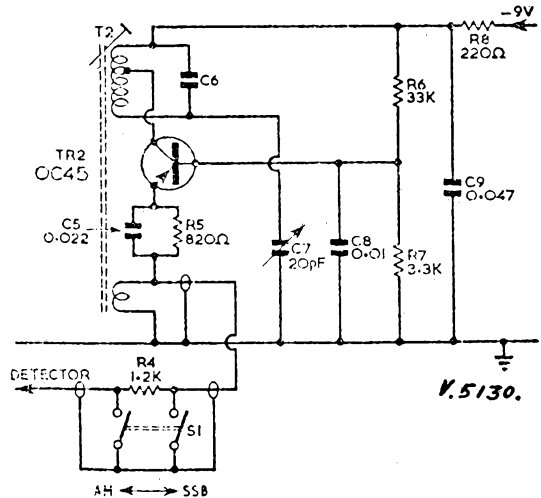 -9V
T2
R8
220Ω
C6
R6
33K
TR2
OC45
C9
0.047
C5
0.022
R5
820Ω
C7
20pF
C8
0.01
R7
3.3K
DETECTOR
R4
1.2K
V.5130.
S1
AH SSB